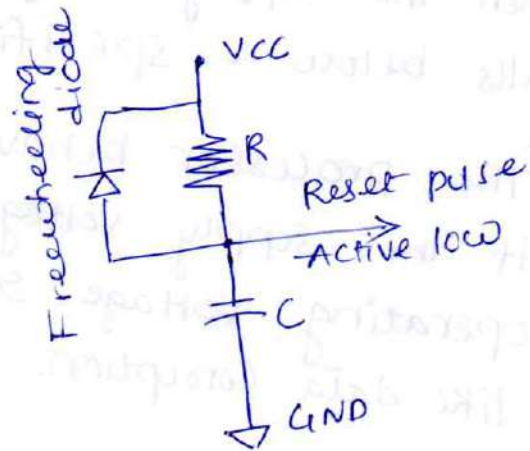 VCC
Freewheeling
diode
R
Reset pulse
Active low
C
GND